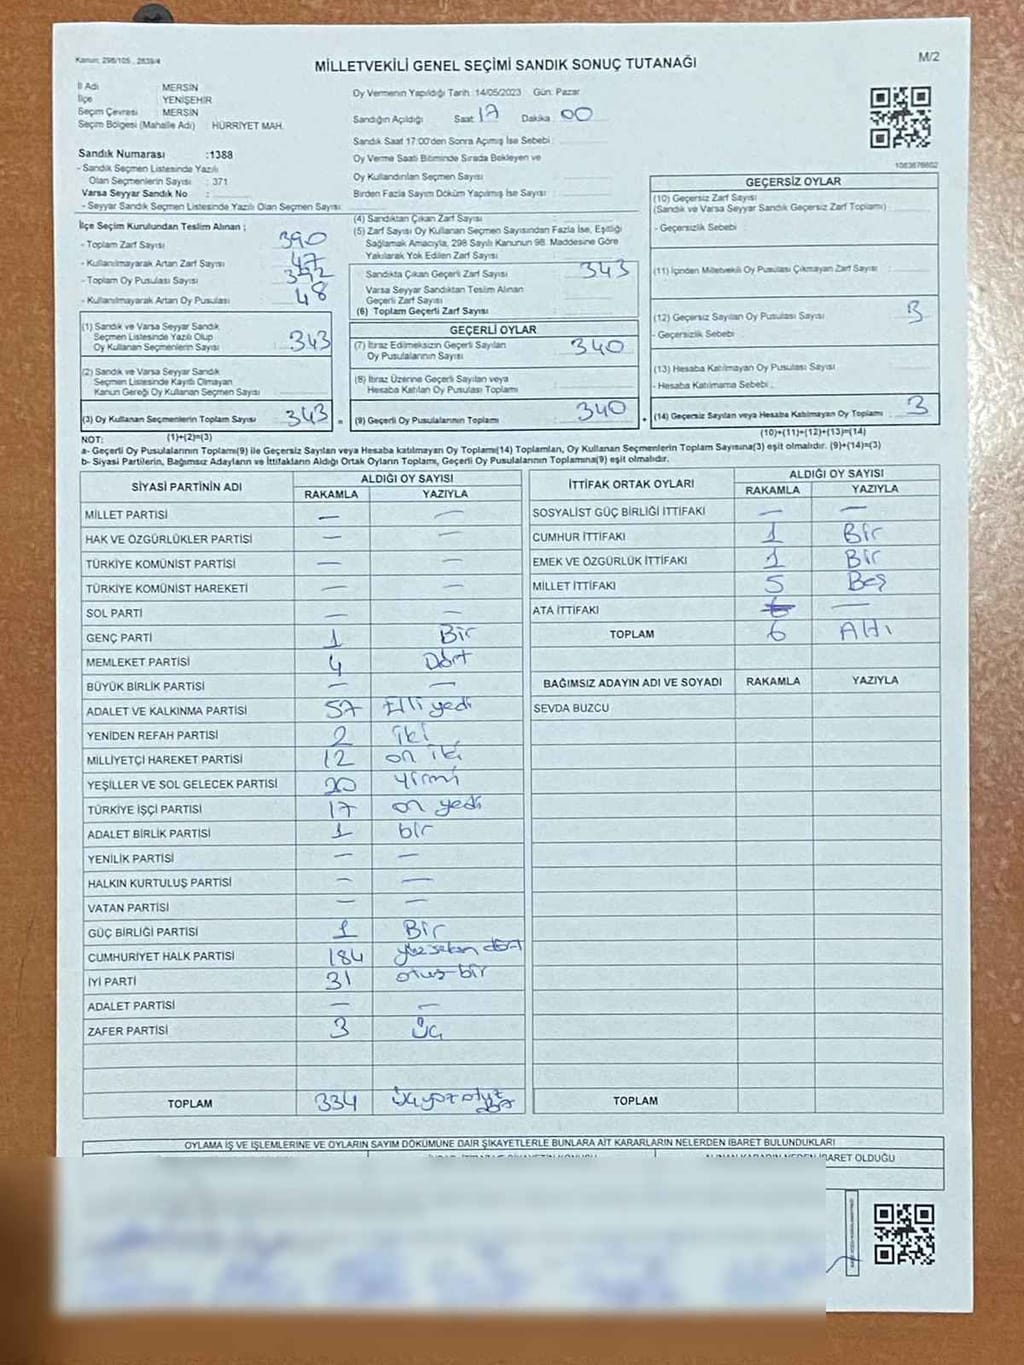 Kanun: 298/105 , 2839/4
MİLLETVEKİLİ GENEL SEÇİMİ SANDIK SONUÇ TUTANAĞI
M/2
İl Adı : MERSİN
İlçe : YENİŞEHİR
Seçim Çevresi : MERSİN
Seçim Bölgesi (Mahalle Adı) : HÜRRİYET MAH.
Oy Vermenin Yapıldığı Tarih :14/05/2023 Gün: Pazar
Sandığın Açıldığı Saat 17 Dakika 00
Sandık Saat 17:00'den Sonra Açımış İse Sebebi :
Oy Verme Saati Bitiminde Sırada Bekleyen ve
Oy Kullandırılan Seçmen Sayısı
Birden Fazla Sayım Döküm Yapılmış İse Sayısı
Sandık Numarası :1388
- Sandık Seçmen Listesinde Yazılı
Olan Seçmenlerin Sayısı : 371
Varsa Seyyar Sandık No :
- Seyyar Sandık Seçmen Listesinde Yazılı Olan Seçmen Sayısı:
İlçe Seçim Kurulundan Teslim Alınan ;
- Toplam Zarf Sayısı : 390
- Kullanılmayarak Artan Zarf Sayısı : 47
- Toplam Oy Pusulası Sayısı : 392
- Kullanılmayarak Artan Oy Pusulası : 48
(1) Sandık ve Varsa Seyyar Sandık
Seçmen Listesinde Yazılı Olup
Oy Kullanan Seçmenlerin Sayısı 343
(2) Sandık ve Varsa Seyyar Sandık
Seçmen Listesinde Kayıtlı Olmayan
Kanun Gereği Oy Kullanan Seçmen Sayısı
(3) Oy Kullanan Seçmenlerin Toplam Sayısı 343 =
(1)+(2)=(3)
(4) Sandıktan Çıkan Zarf Sayısı
(5) Zarf Sayısı Oy Kullanan Seçmen Sayısından Fazla İse, Eşitliği
Sağlamak Amacıyla, 298 Sayılı Kanunun 98. Maddesine Göre
Yakılarak Yok Edilen Zarf Sayısı
Sandıkta Çıkan Geçerli Zarf Sayısı 343
Varsa Seyyar Sandıktan Teslim Alınan
Geçerli Zarf Sayısı
(6) Toplam Geçerli Zarf Sayısı
GEÇERLİ OYLAR
(7) İtiraz Edilmeksizin Geçerli Sayılan
Oy Pusulalarının Sayısı 340
(8) İtiraz Üzerine Geçerli Sayılan veya
Hesaba Katılan Oy Pusulası Toplamı
(9) Geçerli Oy Pusulalarının Toplamı 340 +
GEÇERSİZ OYLAR
(10) Geçersiz Zarf Sayısı
(Sandık ve Varsa Seyyar Sandık Geçersiz Zarf Toplamı)
- Geçersizlik Sebebi :
(11) İçinden Milletvekili Oy Pusulası Çıkmayan Zarf Sayısı :
(12) Geçersiz Sayılan Oy Pusulası Sayısı 3
- Geçersizlik Sebebi :
(13) Hesaba Katılmayan Oy Pusulası Sayısı
- Hesaba Katılmama Sebebi :
(14) Geçersiz Sayılan veya Hesaba Katılmayan Oy Toplamı 3
(10)+(11)+(12)+(13)=(14)
NOT:
a- Geçerli Oy Pusulalarının Toplamı(9) ile Geçersiz Sayılan veya Hesaba katılmayan Oy Toplamı(14) Toplamları, Oy Kullanan Seçmenlerin Toplam Sayısına(3) eşit olmalıdır. (9)+(14)=(3)
b- Siyasi Partilerin, Bağımsız Adayların ve İttifakların Aldığı Ortak Oyların Toplamı, Geçerli Oy Pusulalarının Toplamına(9) eşit olmalıdır.
SİYASİ PARTİNİN ADI ALDIĞI OY SAYISI
RAKAMLA YAZIYLA
MİLLET PARTİSİ — —
HAK VE ÖZGÜRLÜKLER PARTİSİ — —
TÜRKİYE KOMÜNİST PARTİSİ — —
TÜRKİYE KOMÜNİST HAREKETİ — —
SOL PARTİ — —
GENÇ PARTİ 1 Bir
MEMLEKET PARTİSİ 4 Dört
BÜYÜK BİRLİK PARTİSİ — —
ADALET VE KALKINMA PARTİSİ 57 Elli yedi
YENİDEN REFAH PARTİSİ 2 iki
MİLLİYETÇİ HAREKET PARTİSİ 12 on iki
YEŞİLLER VE SOL GELECEK PARTİSİ 20 yirmi
TÜRKİYE İŞÇİ PARTİSİ 17 on yedi
ADALET BİRLİK PARTİSİ 1 bir
YENİLİK PARTİSİ — —
HALKIN KURTULUŞ PARTİSİ — —
VATAN PARTİSİ — —
GÜÇ BİRLİĞİ PARTİSİ 1 Bir
CUMHURİYET HALK PARTİSİ 184 yüz seksen dört
İYİ PARTİ 31 otuz bir
ADALET PARTİSİ — —
ZAFER PARTİSİ 3 Üç
TOPLAM 334 Üçyüz otuz
İTTİFAK ORTAK OYLARI ALDIĞI OY SAYISI
RAKAMLA YAZIYLA
SOSYALİST GÜÇ BİRLİĞİ İTTİFAKI — —
CUMHUR İTTİFAKI 1 Bir
EMEK VE ÖZGÜRLÜK İTTİFAKI 1 Bir
MİLLET İTTİFAKI 5 Beş
ATA İTTİFAKI —
TOPLAM 6 Altı
BAĞIMSIZ ADAYIN ADI VE SOYADI RAKAMLA YAZIYLA
SEVDA BUZCU
TOPLAM
OYLAMA İŞ VE İŞLEMLERİNE VE OYLARIN SAYIM DÖKÜMÜNE DAİR ŞİKAYETLERLE BUNLARA AİT KARARLARIN NELERDEN İBARET BULUNDUKLARI
İBARET OLDUĞU